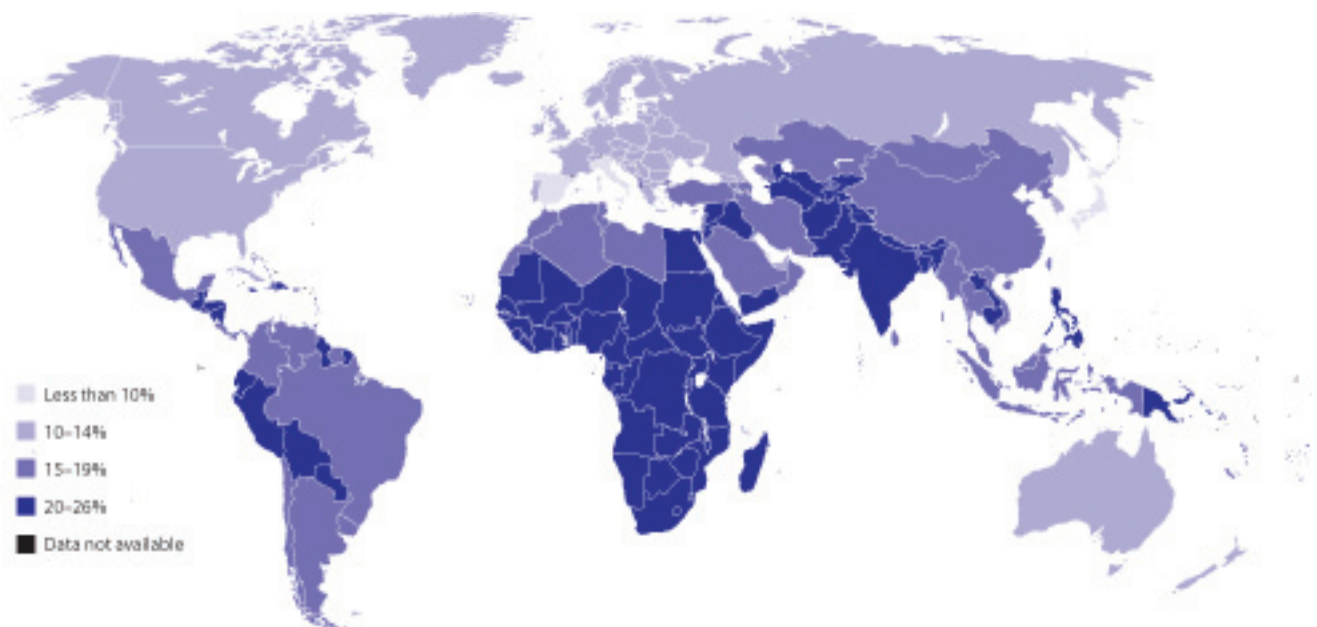 Less than 10%
10–14%
15–19%
20–26%
Data not available